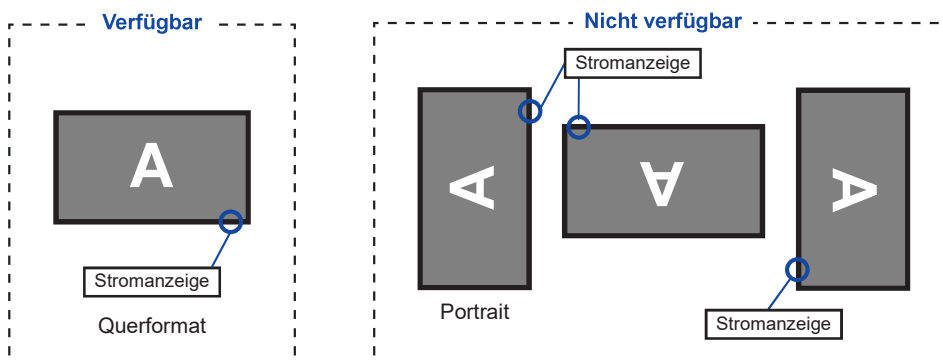 Verfügbar
A
Stromanzeige
Querformat
Nicht verfügbar
Stromanzeige
A
A
A
Portrait
Stromanzeige